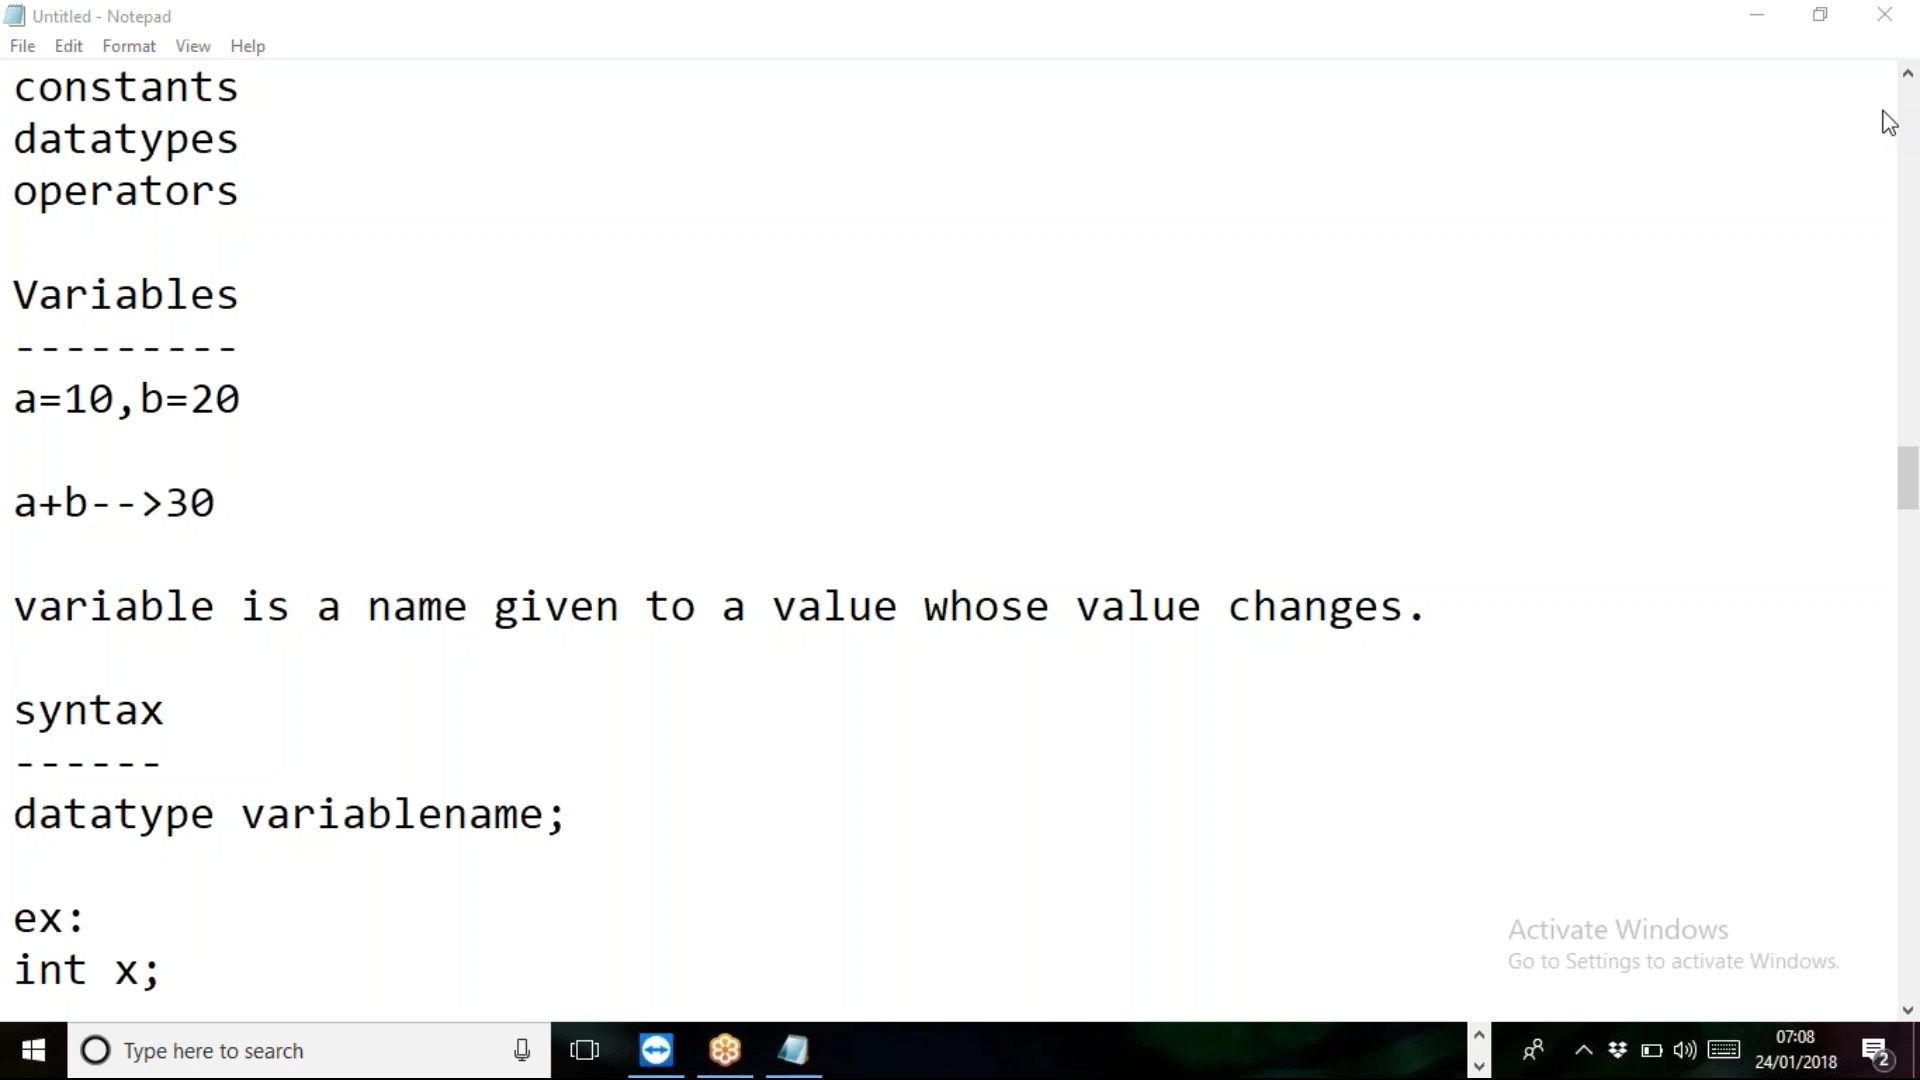 Untitled - Notepad
File Edit Format View Help
constants
datatypes
operators
Variables
---------
a=10,b=20
a+b-->30
variable is a name given to a value whose value changes.
syntax
------
datatype variablename;
ex:
int x;
Activate Windows
Go to Settings to activate Windows.
Type here to search
07:08
24/01/2018
2